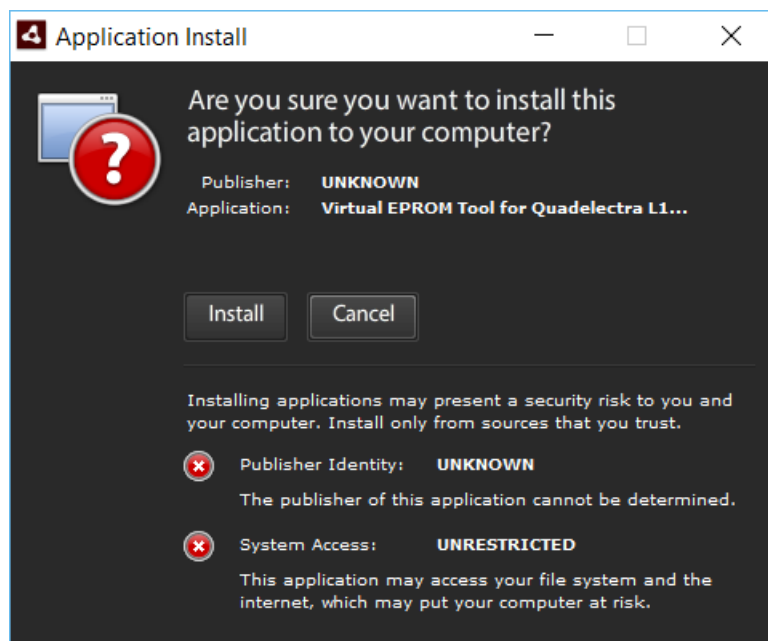 Application Install
Are you sure you want to install this
application to your computer?
Publisher: UNKNOWN
Application: Virtual EPROM Tool for Quadelectra L1...
Install Cancel
Installing applications may present a security risk to you and
your computer. Install only from sources that you trust.
Publisher Identity: UNKNOWN
The publisher of this application cannot be determined.
System Access: UNRESTRICTED
This application may access your file system and the
internet, which may put your computer at risk.